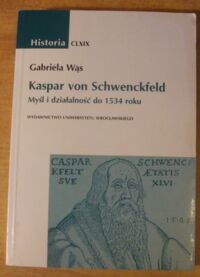 Historia CLXIX
Gabriela Wąs
Kaspar von Schwenckfeld
Myśl i działalność do 1534 roku
WYDAWNICTWO UNIWERSYTETU WROCŁAWSKIEGO
CASPAR
SCHWENC
KFELT
ÆTATIS
SVE
XLVI